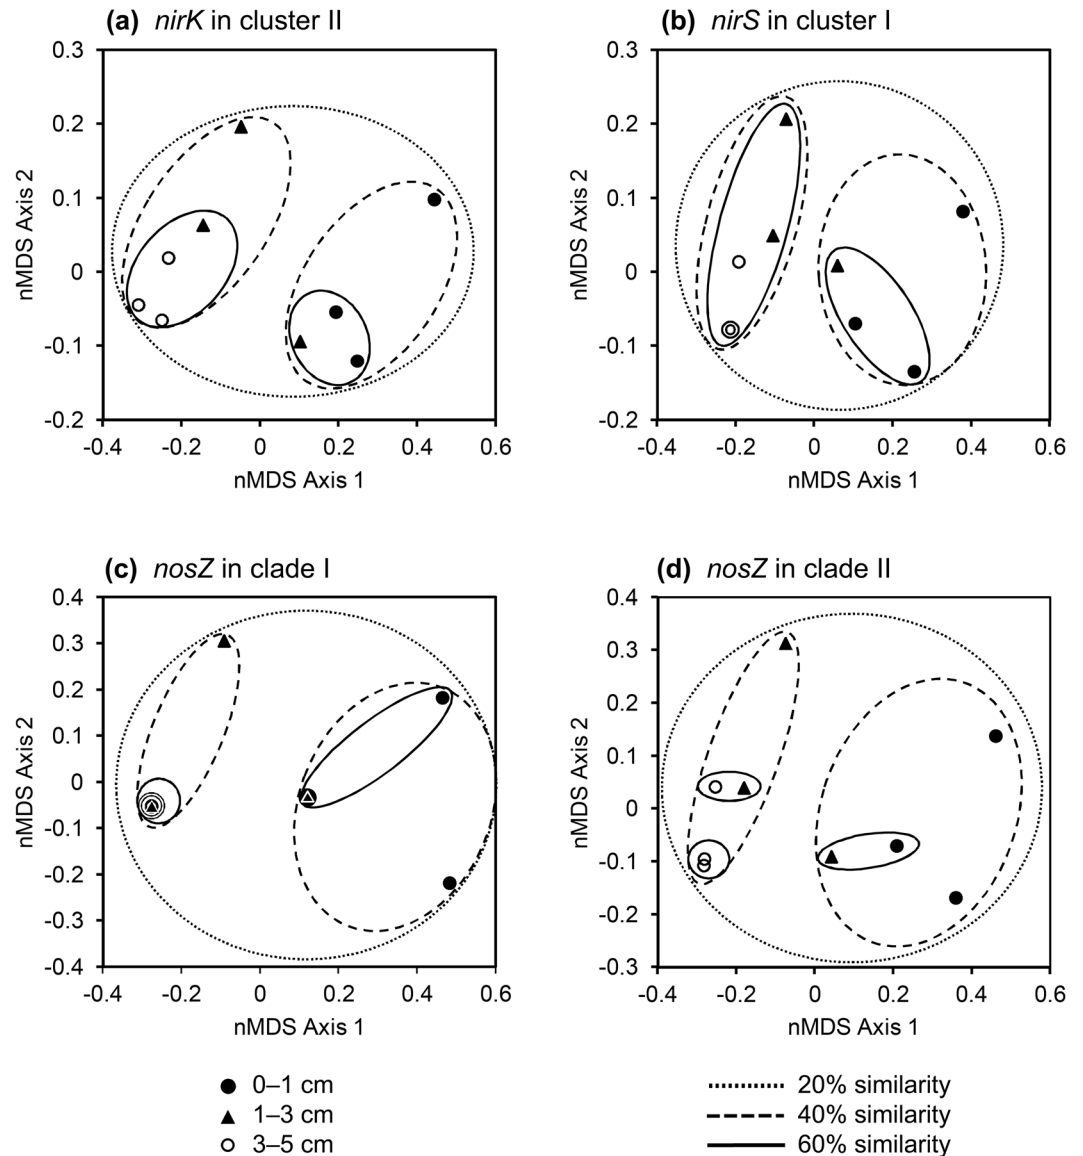 (a) nirK in cluster II
0.3
0.2
0.1
0
-0.1
-0.2
nMDS Axis 2
-0.4 -0.2 0 0.2 0.4 0.6
nMDS Axis 1
(b) nirS in cluster I
0.3
0.2
0.1
0
-0.1
-0.2
nMDS Axis 2
-0.4 -0.2 0 0.2 0.4 0.6
nMDS Axis 1
(c) nosZ in clade I
0.4
0.3
0.2
0.1
0
-0.1
-0.2
-0.3
-0.4
nMDS Axis 2
-0.4 -0.2 0 0.2 0.4 0.6
nMDS Axis 1
(d) nosZ in clade II
0.4
0.3
0.2
0.1
0
-0.1
-0.2
-0.3
nMDS Axis 2
-0.4 -0.2 0 0.2 0.4 0.6
nMDS Axis 1
0–1 cm
1–3 cm
3–5 cm
20% similarity
40% similarity
60% similarity